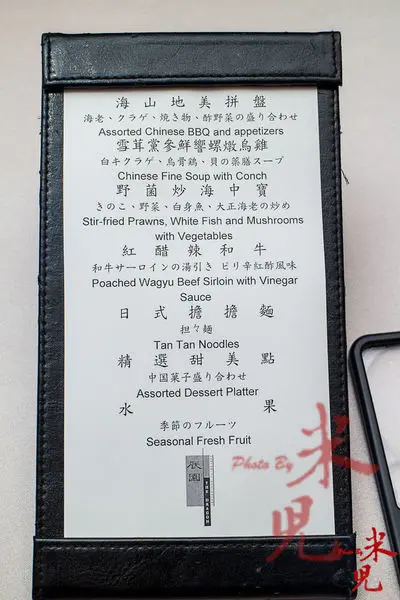 海山地美拼盤
海老、クラゲ、焼き物、酢野菜の盛り合わせ
Assorted Chinese BBQ and appetizers
雪茸黨參鮮響螺燉烏雞
白キクラゲ、烏骨鶏、貝の薬膳スープ
Chinese Fine Soup with Conch
野菌炒海中寶
きのこ、野菜、白身魚、大正海老の炒め
Stir-fried Prawns, White Fish and Mushrooms
with Vegetables
紅醋辣和牛
和牛サーロインの湯引き ピリ辛紅酢風味
Poached Wagyu Beef Sirloin with Vinegar
Sauce
日式擔擔麵
担々麺
Tan Tan Noodles
精選甜美點
中国菓子盛り合わせ
Assorted Dessert Platter
水果
季節のフルーツ
Seasonal Fresh Fruit
THE DRAGON
Photo By 米兒
米兒